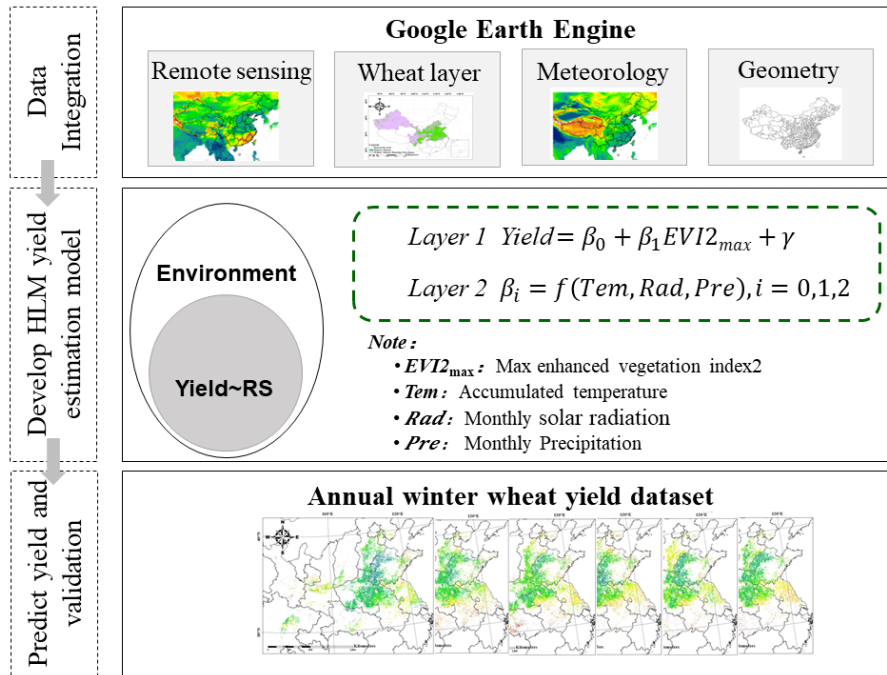 Data
Integration
Google Earth Engine
Remote sensing
Wheat layer
Meteorology
Geometry
Develop HLM yield
estimation model
Environment
Yield~RS
Layer 1 Yield = β₀ + β₁EVI2ₘₐₓ + γ
Layer 2 βᵢ = f(Tem, Rad, Pre), i = 0,1,2
Note：
• EVI2ₘₐₓ： Max enhanced vegetation index2
• Tem： Accumulated temperature
• Rad： Monthly solar radiation
• Pre： Monthly Precipitation
Predict yield and
validation
Annual winter wheat yield dataset